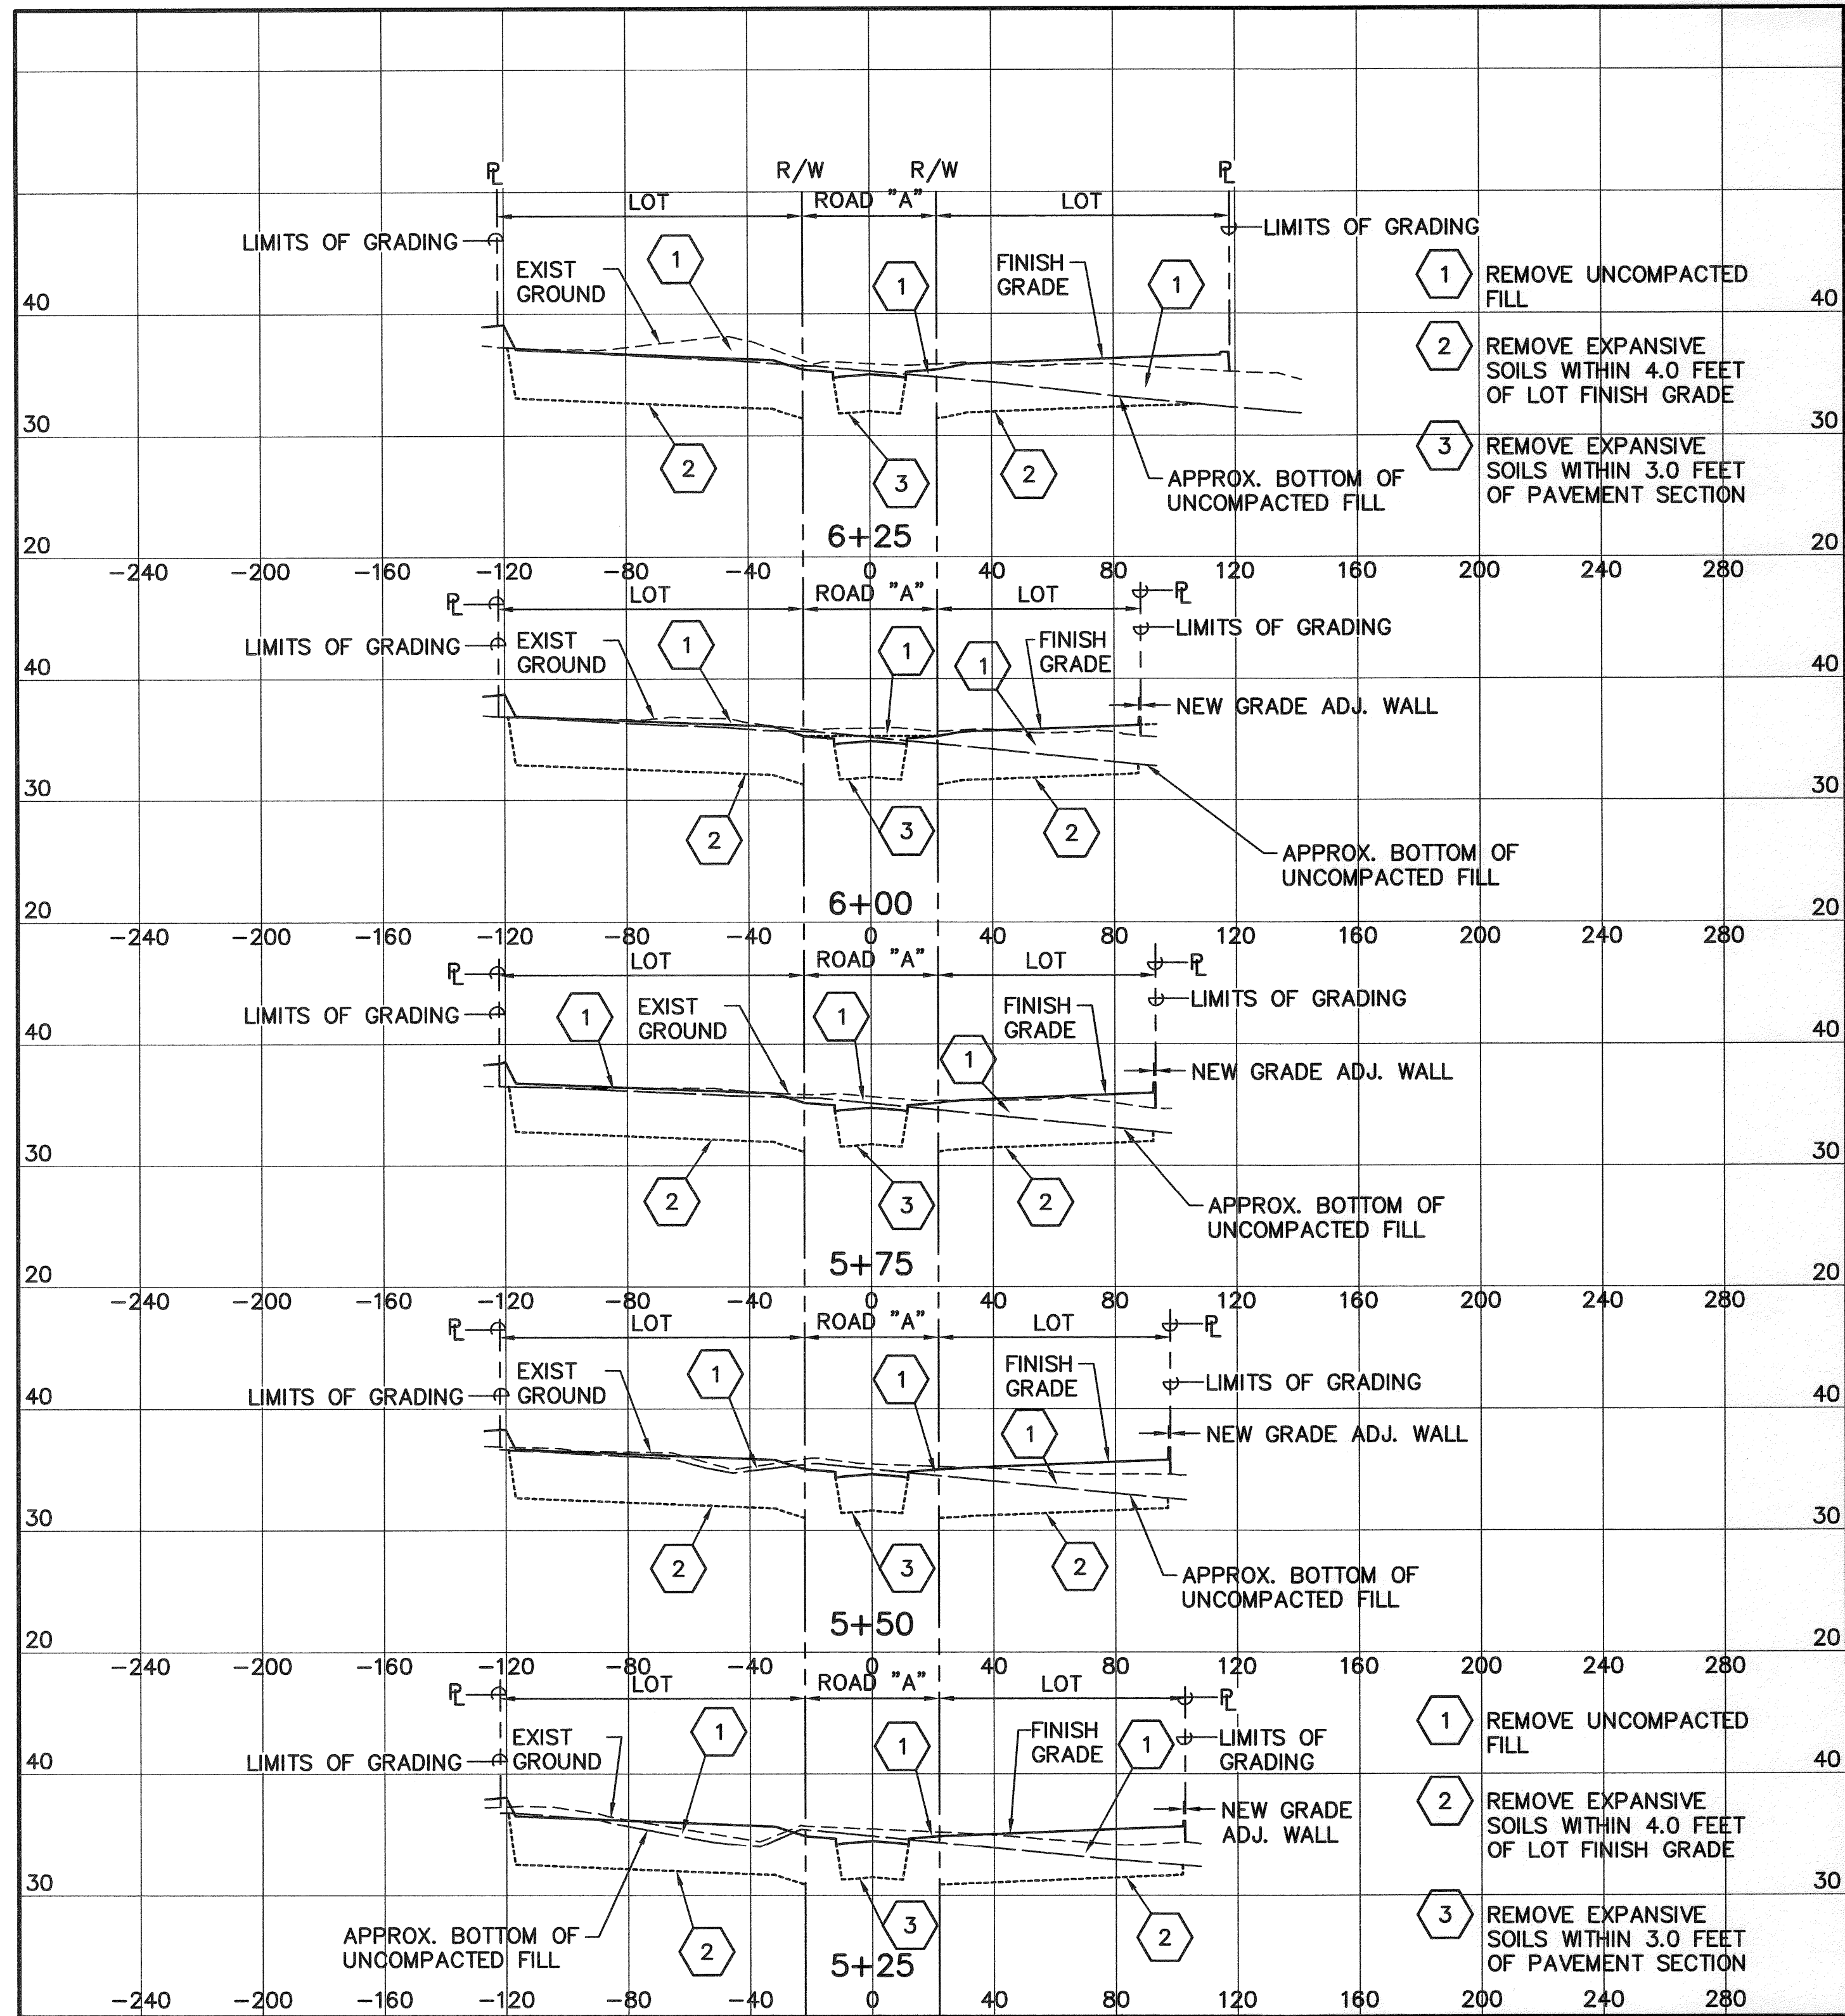 R/W R/W
PL PL
LOT ROAD "A" LOT
LIMITS OF GRADING LIMITS OF GRADING
1 1 1
EXIST
GROUND
FINISH
GRADE
1 REMOVE UNCOMPACTED
FILL
40 40
2 REMOVE EXPANSIVE
SOILS WITHIN 4.0 FEET
OF LOT FINISH GRADE
30 30
3 REMOVE EXPANSIVE
SOILS WITHIN 3.0 FEET
OF PAVEMENT SECTION
2 3 2
APPROX. BOTTOM OF
UNCOMPACTED FILL
6+25
20 20
-240 -200 -160 -120 -80 -40 0 40 80 120 160 200 240 280
PL LOT ROAD "A" LOT PL
LIMITS OF GRADING LIMITS OF GRADING
EXIST
GROUND
1 1 1
FINISH
GRADE
40 40
NEW GRADE ADJ. WALL
30 30
2 3 2
APPROX. BOTTOM OF
UNCOMPACTED FILL
6+00
20 20
-240 -200 -160 -120 -80 -40 0 40 80 120 160 200 240 280
PL LOT ROAD "A" LOT PL
LIMITS OF GRADING LIMITS OF GRADING
1 EXIST
GROUND
1 1
FINISH
GRADE
40 40
NEW GRADE ADJ. WALL
30 30
2 3 2
APPROX. BOTTOM OF
UNCOMPACTED FILL
5+75
20 20
-240 -200 -160 -120 -80 -40 0 40 80 120 160 200 240 280
PL LOT ROAD "A" LOT PL
EXIST
GROUND
1 1 1
FINISH
GRADE
LIMITS OF GRADING LIMITS OF GRADING
40 40
NEW GRADE ADJ. WALL
30 30
2 3 2
APPROX. BOTTOM OF
UNCOMPACTED FILL
5+50
20 20
-240 -200 -160 -120 -80 -40 0 40 80 120 160 200 240 280
PL LOT ROAD "A" LOT PL
EXIST
GROUND
1 1 1
FINISH
GRADE
LIMITS OF GRADING LIMITS OF
GRADING
1 REMOVE UNCOMPACTED
FILL
40 40
NEW GRADE
ADJ. WALL
2 REMOVE EXPANSIVE
SOILS WITHIN 4.0 FEET
OF LOT FINISH GRADE
30 30
3 REMOVE EXPANSIVE
SOILS WITHIN 3.0 FEET
OF PAVEMENT SECTION
APPROX. BOTTOM OF
UNCOMPACTED FILL
2 3 2
5+25
-240 -200 -160 -120 -80 -40 0 40 80 120 160 200 240 280